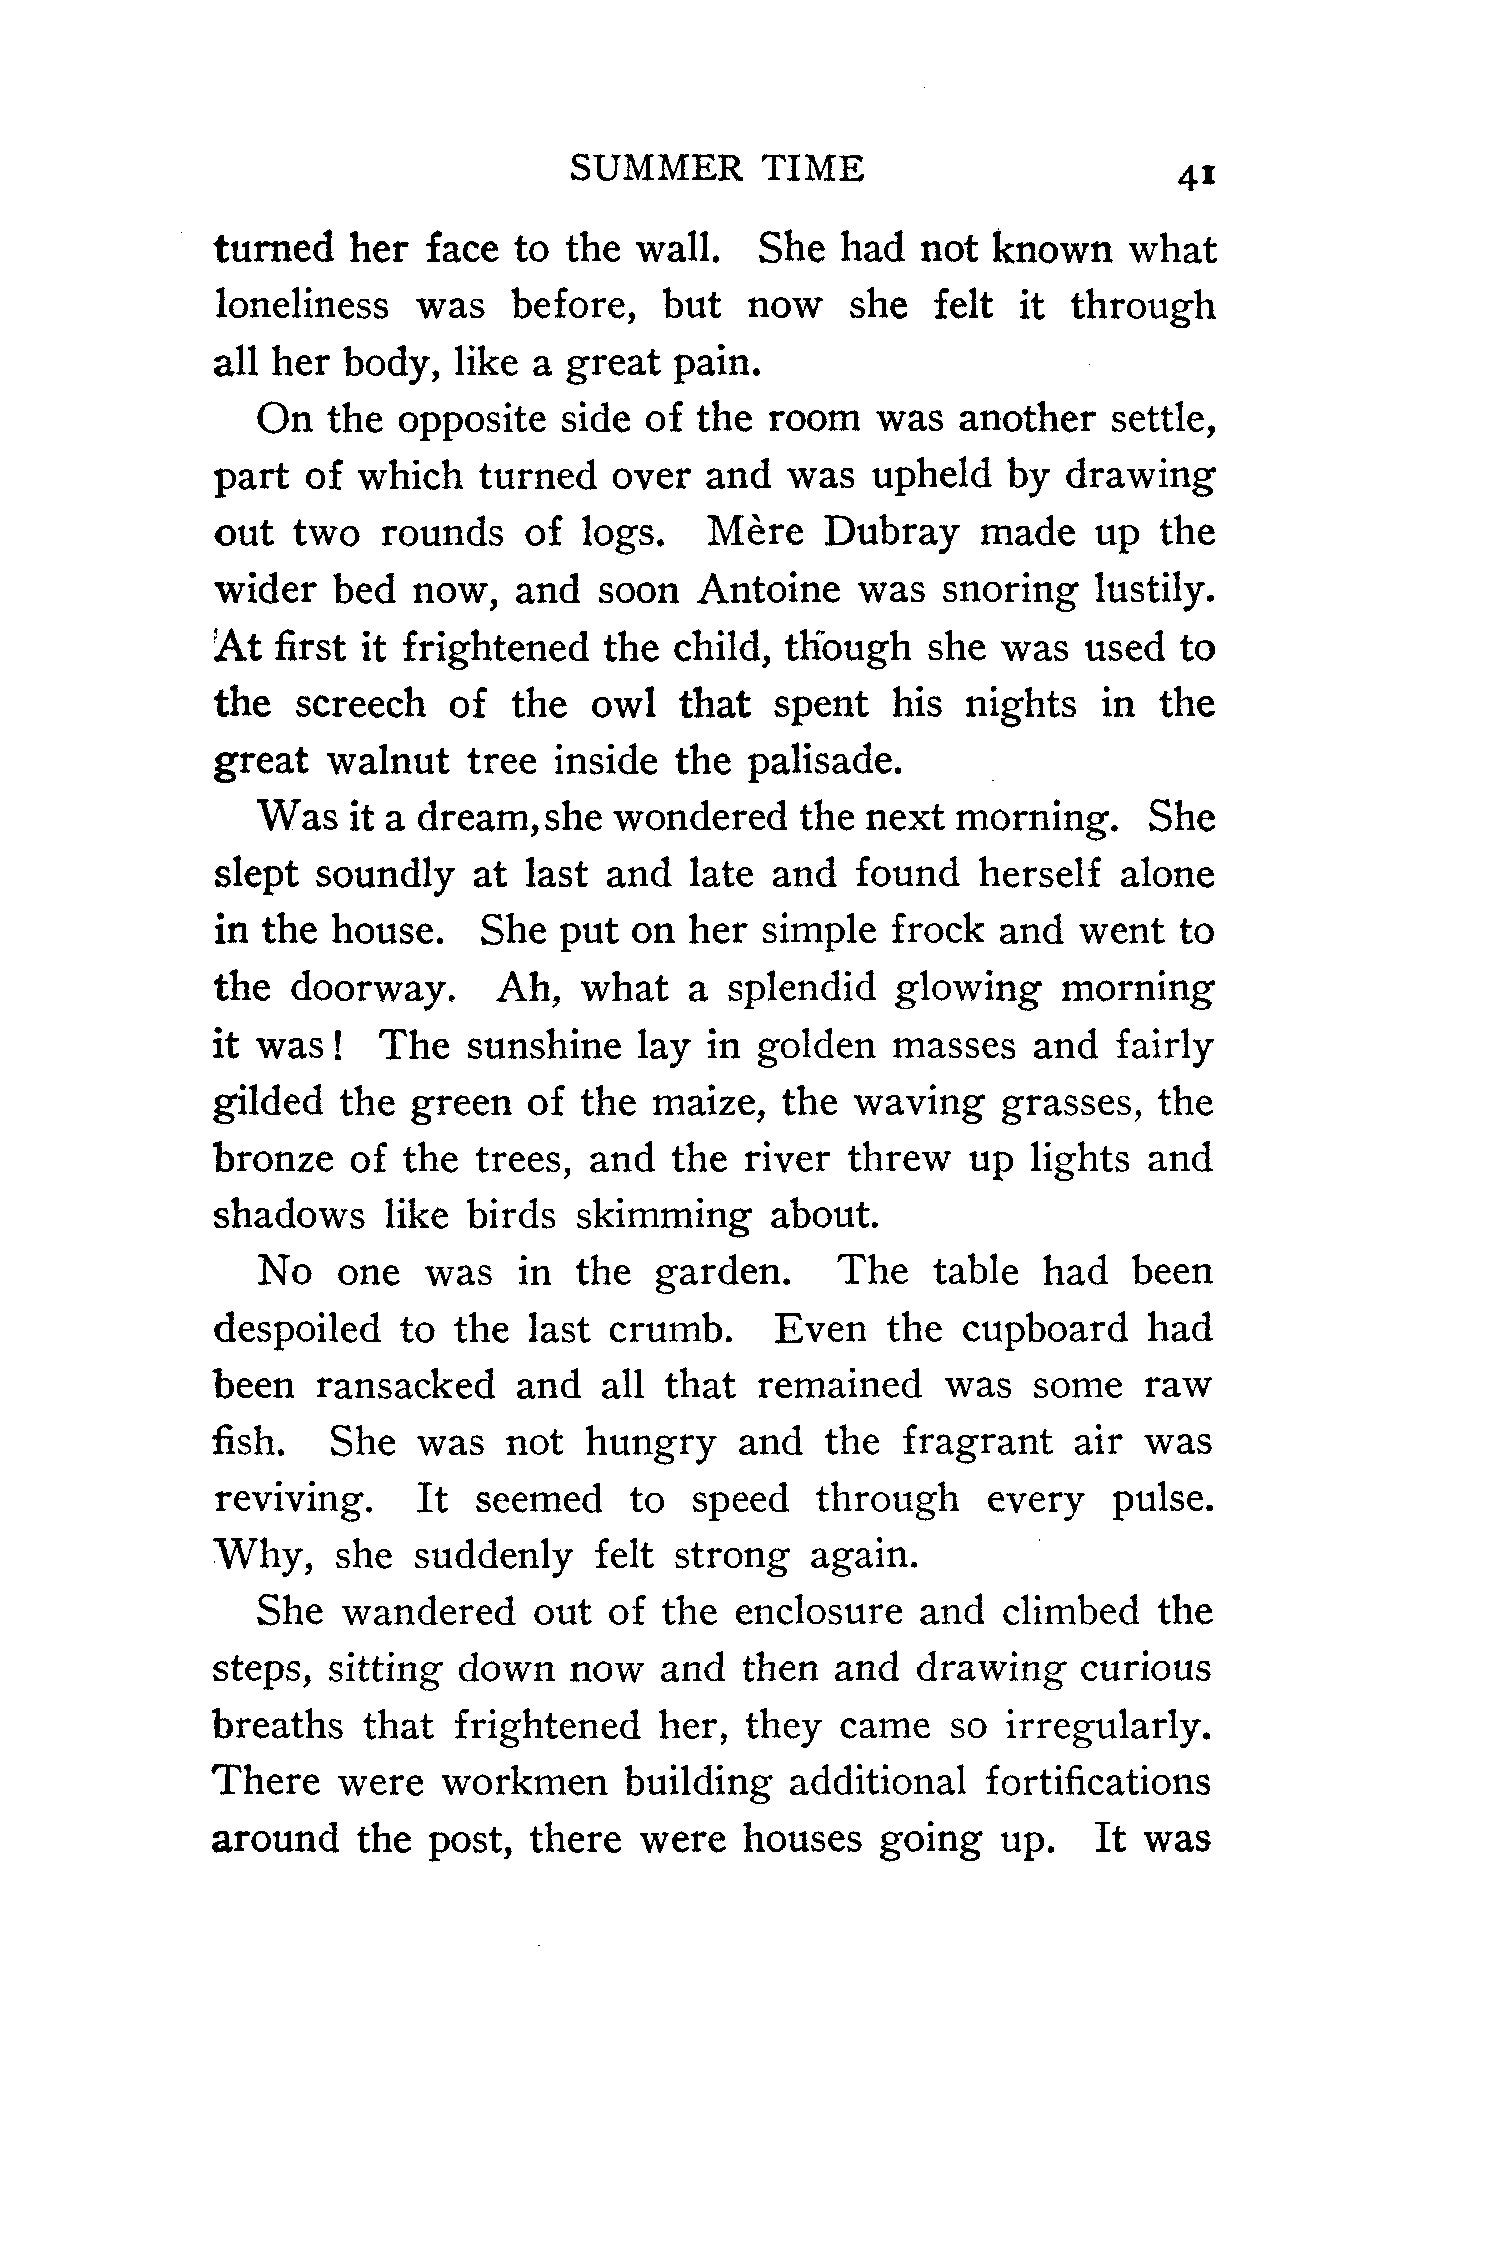 SUMMER TIME 41
turned her face to the wall. She had not known what
loneliness was before, but now she felt it through
all her body, like a great pain.
On the opposite side of the room was another settle,
part of which turned over and was upheld by drawing
out two rounds of logs. Mère Dubray made up the
wider bed now, and soon Antoine was snoring lustily.
At first it frightened the child, though she was used to
the screech of the owl that spent his nights in the
great walnut tree inside the palisade.
Was it a dream, she wondered the next morning. She
slept soundly at last and late and found herself alone
in the house. She put on her simple frock and went to
the doorway. Ah, what a splendid glowing morning
it was! The sunshine lay in golden masses and fairly
gilded the green of the maize, the waving grasses, the
bronze of the trees, and the river threw up lights and
shadows like birds skimming about.
No one was in the garden. The table had been
despoiled to the last crumb. Even the cupboard had
been ransacked and all that remained was some raw
fish. She was not hungry and the fragrant air was
reviving. It seemed to speed through every pulse.
Why, she suddenly felt strong again.
She wandered out of the enclosure and climbed the
steps, sitting down now and then and drawing curious
breaths that frightened her, they came so irregularly.
There were workmen building additional fortifications
around the post, there were houses going up. It was